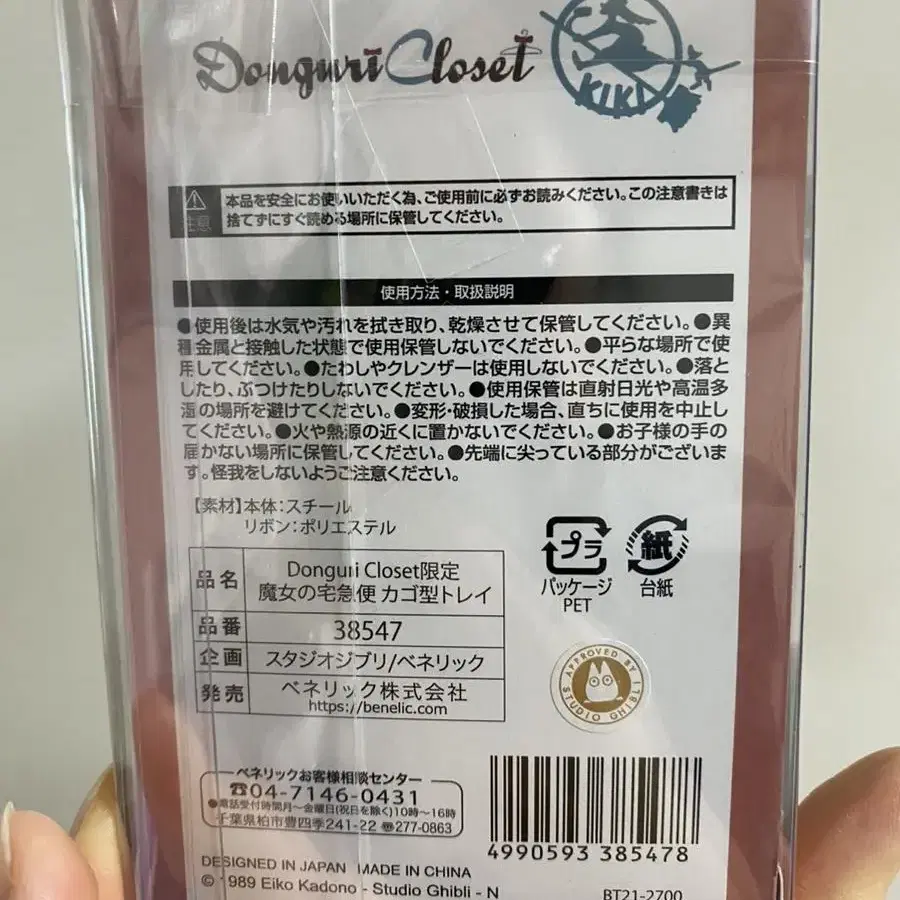 Donguri Closet
KIKI
注意
本品を安全にお使いいただく為、ご使用前に必ずお読みください。この注意書きは
捨てずにすぐ読める場所に保管してください。
使用方法・取扱説明
●使用後は水気や汚れを拭き取り、乾燥させて保管してください。●異
種金属と接触した状態で使用保管しないでください。●平らな場所で使
用してください。●たわしやクレンザーは使用しないでください。●落と
したり、ぶつけたりしないでください。●使用保管は直射日光や高温多
湿の場所を避けてください。●変形・破損した場合、直ちに使用を中止し
てください。●火や熱源の近くに置かないでください。●お子様の手の
届かない場所に保管してください。●先端に尖っている部分がございま
す。怪我をしないようご注意ください。
【素材】本体:スチール
リボン:ポリエステル
品名
Donguri Closet限定
魔女の宅急便 カゴ型トレイ
品番
38547
企画
スタジオジブリ/ベネリック
発売
ベネリック株式会社
https://benelic.com
プラ
パッケージ
PET
紙
台紙
APPROVED BY
STUDIO GHIBLI
ベネリックお客様相談センター
☎04-7146-0431
●電話受付時間月〜金曜日(祝日を除く)10時〜16時
千葉県柏市豊四季241-22 〠277-0863
4990593 385478
DESIGNED IN JAPAN MADE IN CHINA
© 1989 Eiko Kadono - Studio Ghibli - N
BT21-2700